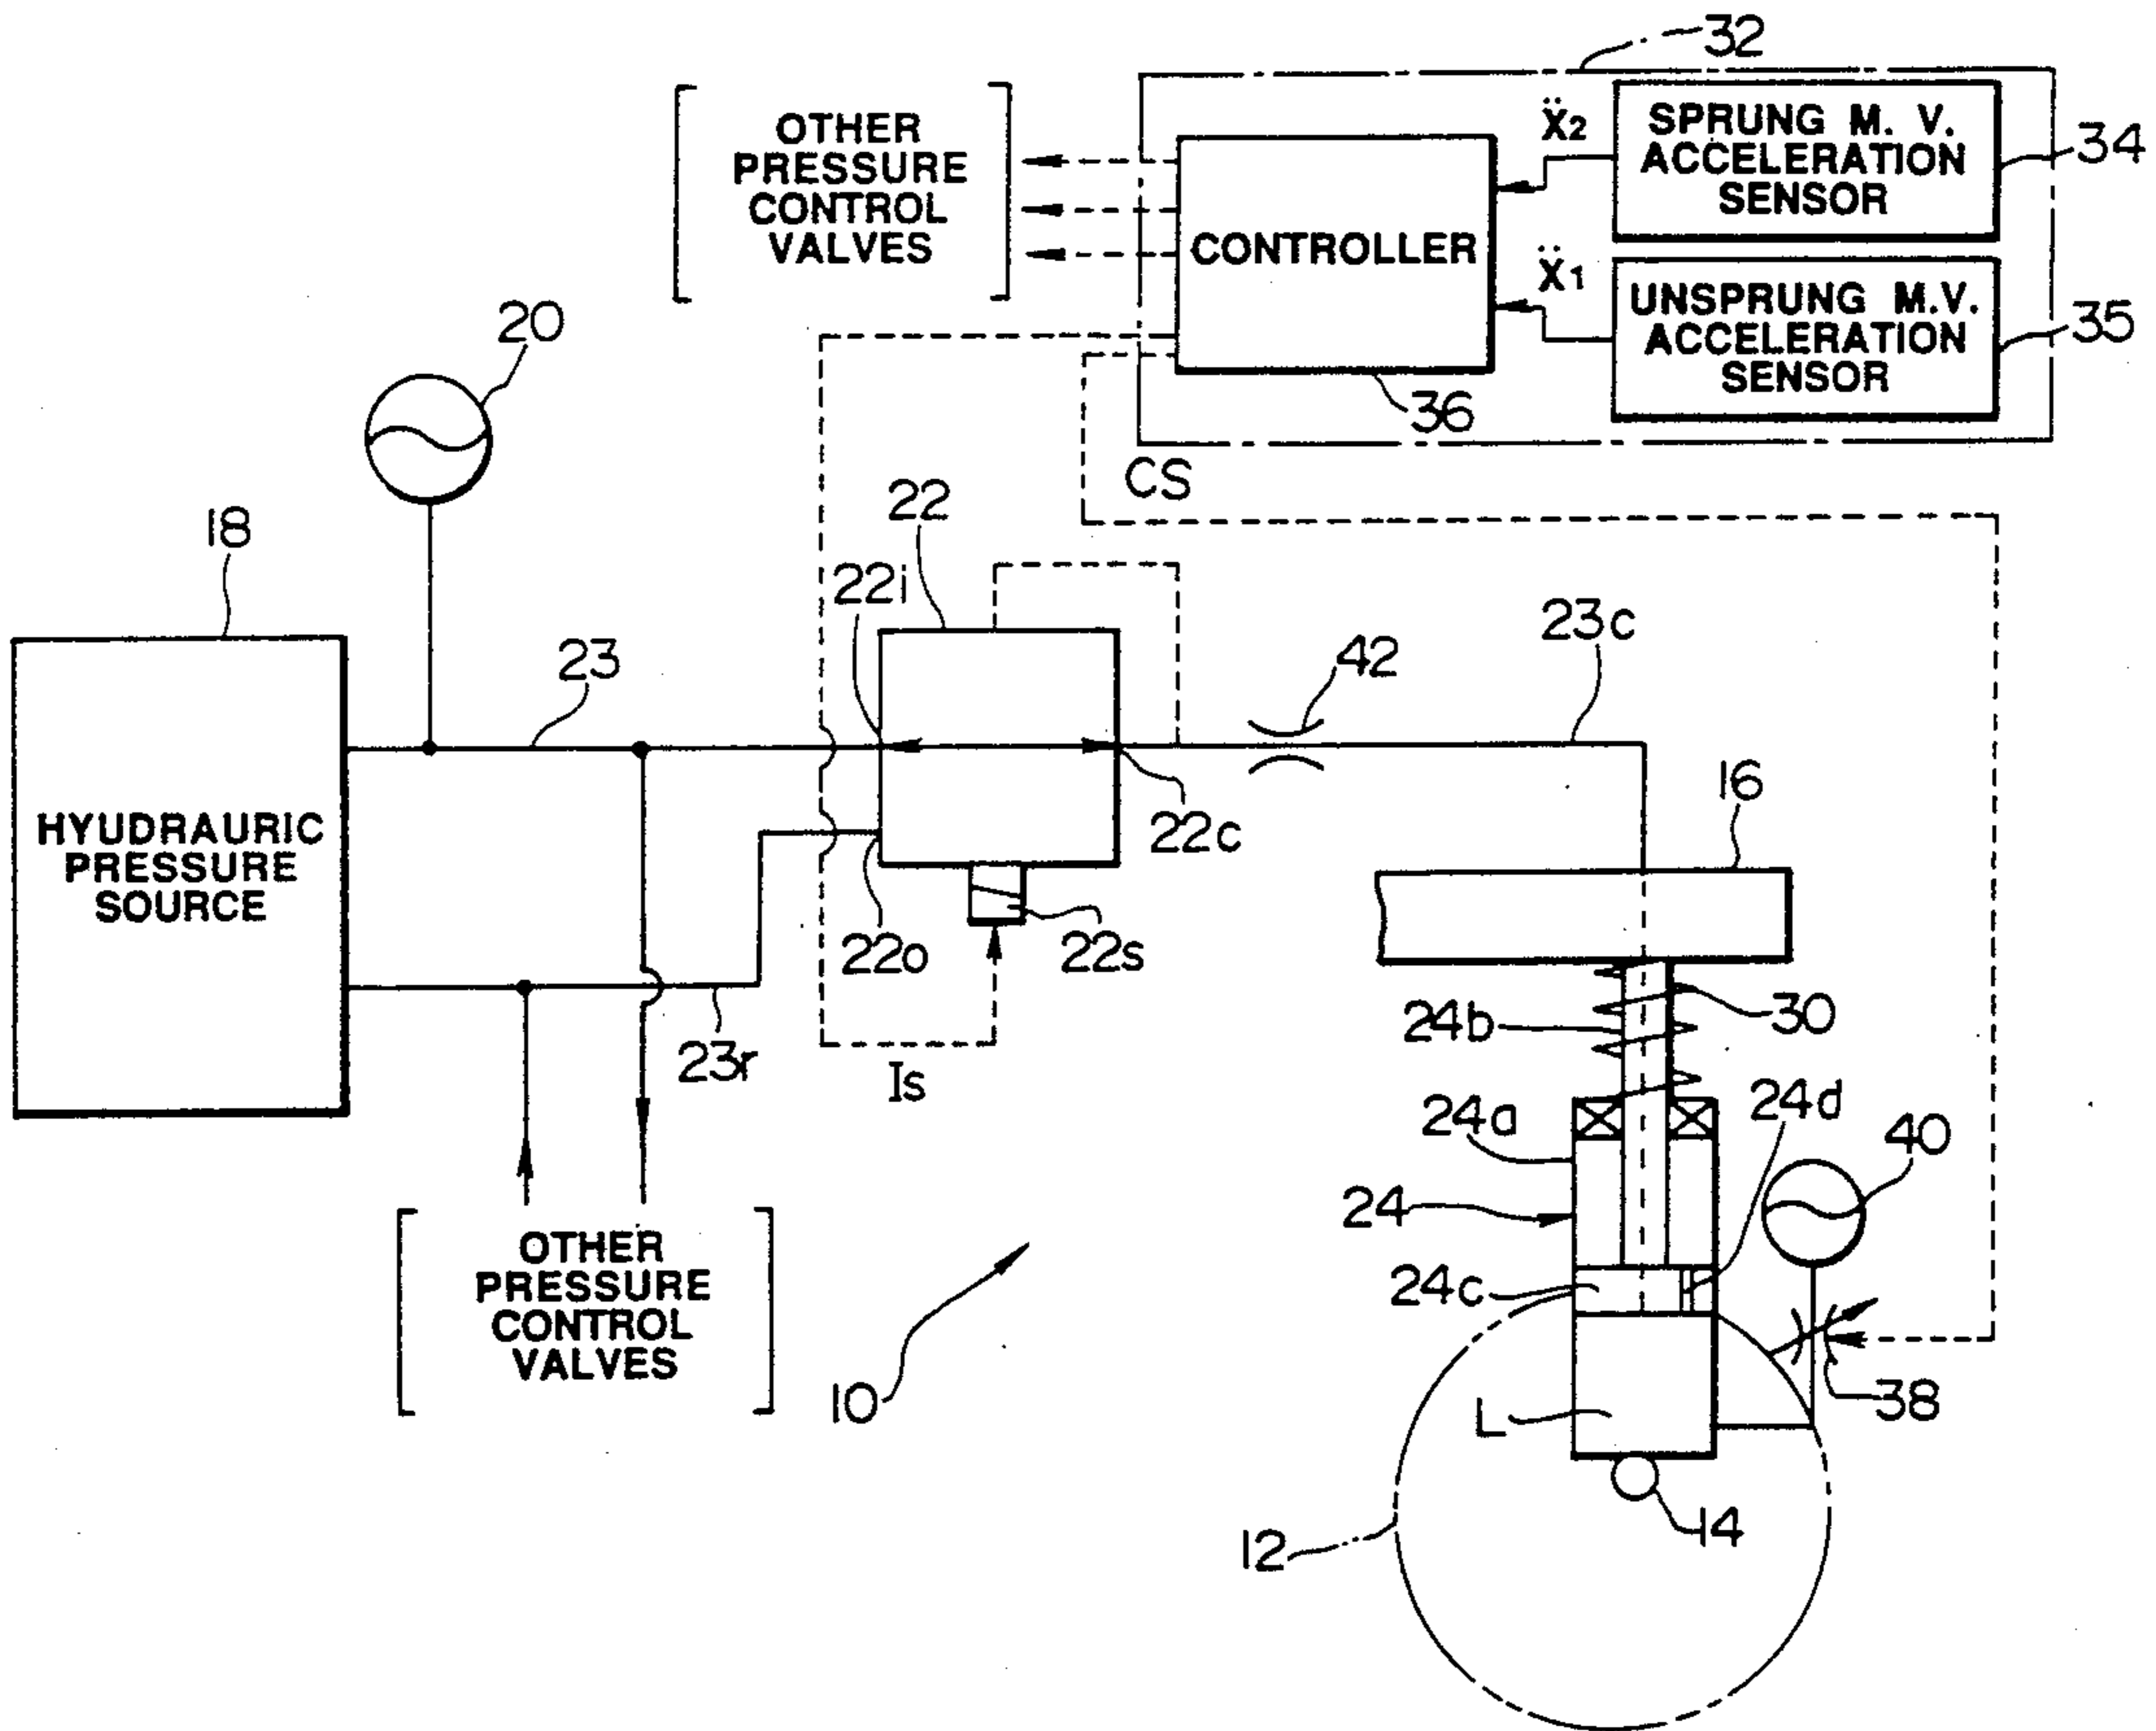 32
OTHER
PRESSURE
CONTROL
VALVES
CONTROLLER
Ẍ2
SPRUNG M. V.
ACCELERATION
SENSOR
34
Ẍ1
UNSPRUNG M.V.
ACCELERATION
SENSOR
35
36
CS
20
18
22
22i
23
42
23c
16
HYUDRAURIC
PRESSURE
SOURCE
22c
22o
22s
23r
Is
24b
30
24a
24d
40
24
24c
OTHER
PRESSURE
CONTROL
VALVES
10
38
L
14
12